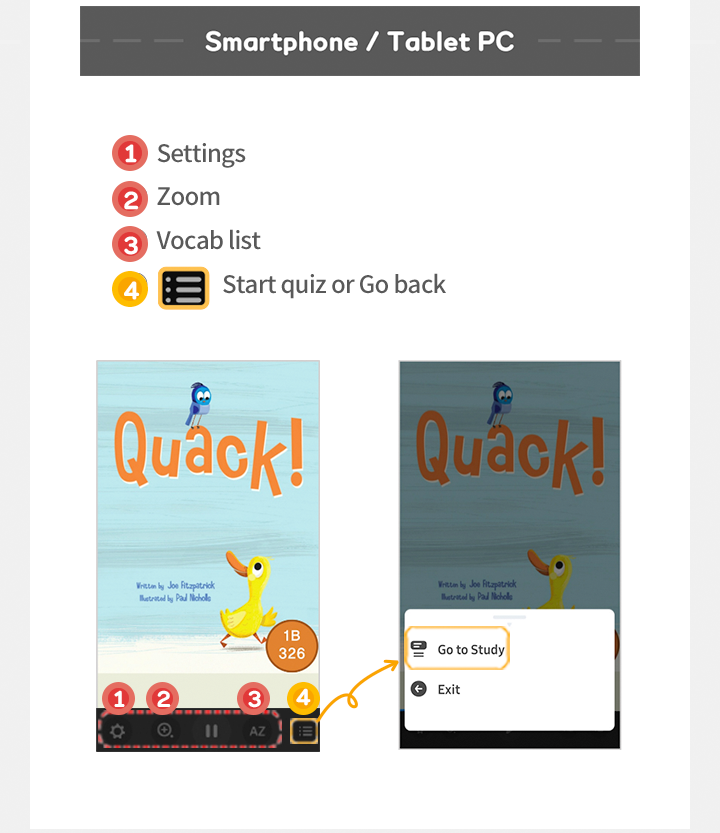 Smartphone / Tablet PC
1 Settings
2 Zoom
3 Vocab list
4 Start quiz or Go back
Quack!
Written by Joe Fitzpatrick
Illustrated by Paul Nicholls
1B
326
1 2 3 4
AZ
Quack!
Written by Joe Fitzpatrick
Illustrated by Paul Nicholls
Go to Study
Exit